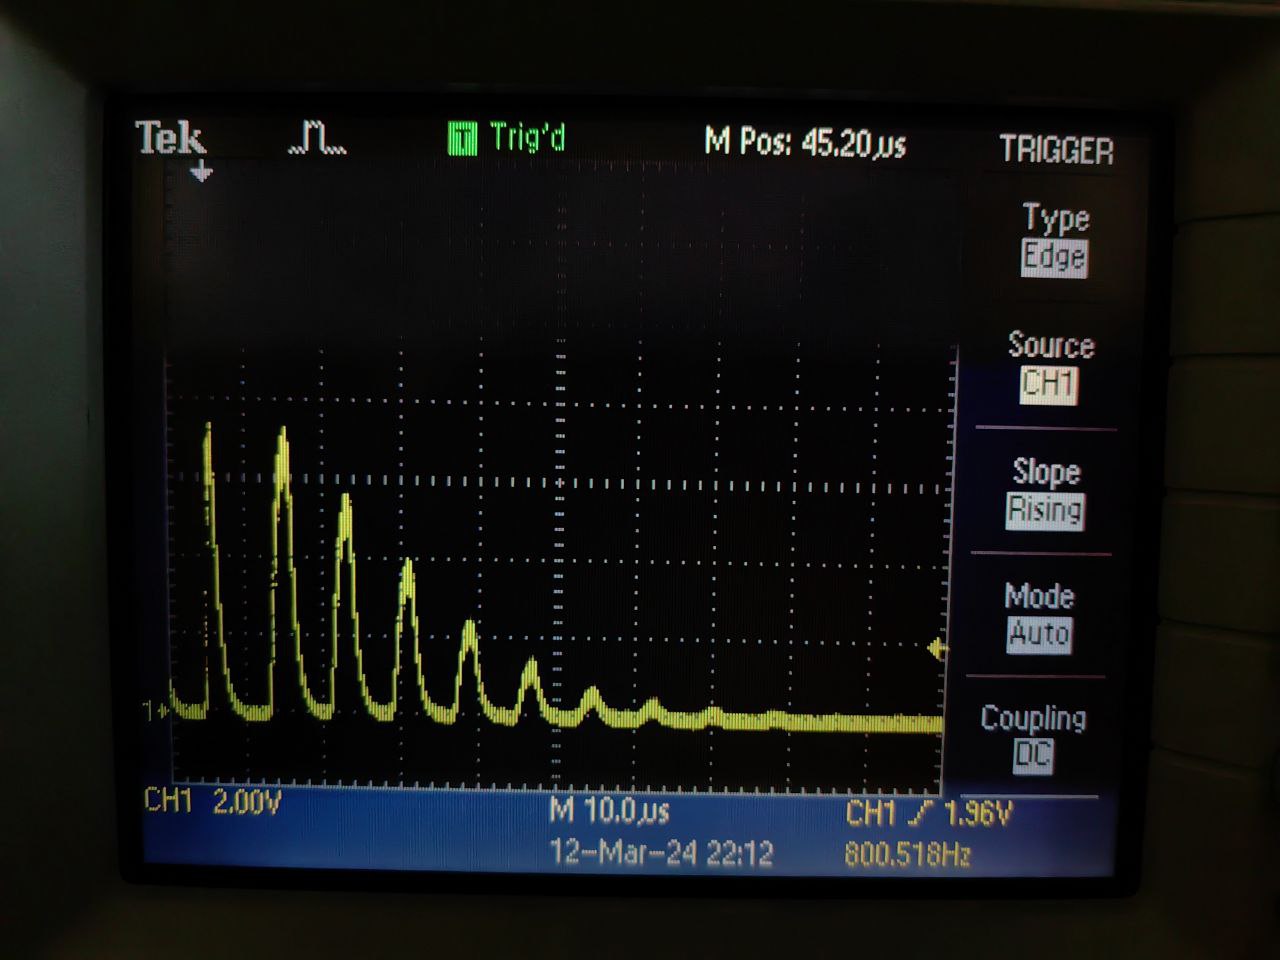 Tek
T Trig'd
M Pos: 45.20µs
TRIGGER
Type
Edge
Source
CH1
Slope
Rising
Mode
Auto
Coupling
DC
1
CH1 2.00V
M 10.0µs
CH1 1.96V
12-Mar-24 22:12
800.518Hz